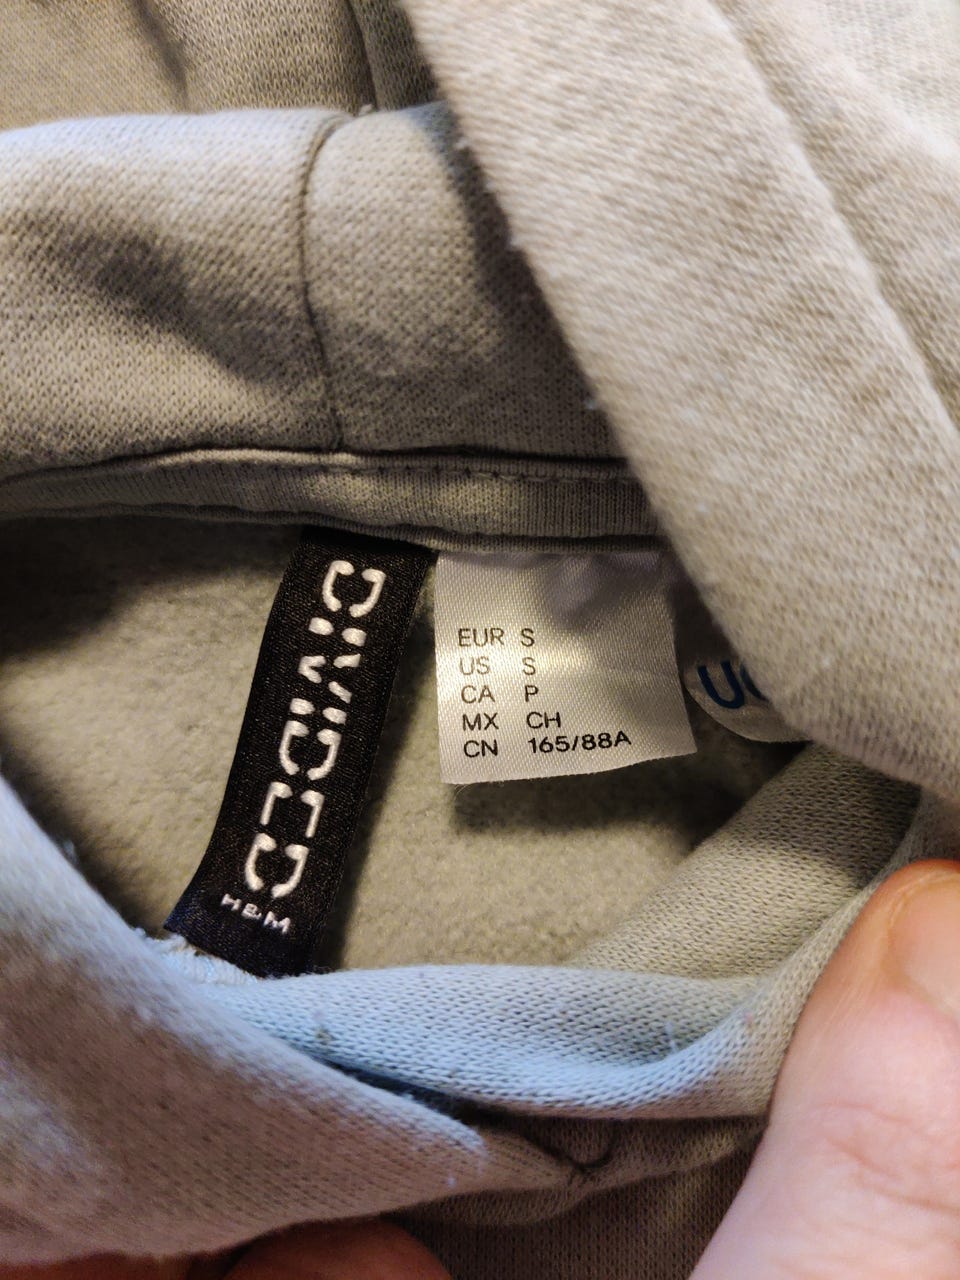 DIVIDED
H&M
EUR S
US S
CA P
MX CH
CN 165/88A